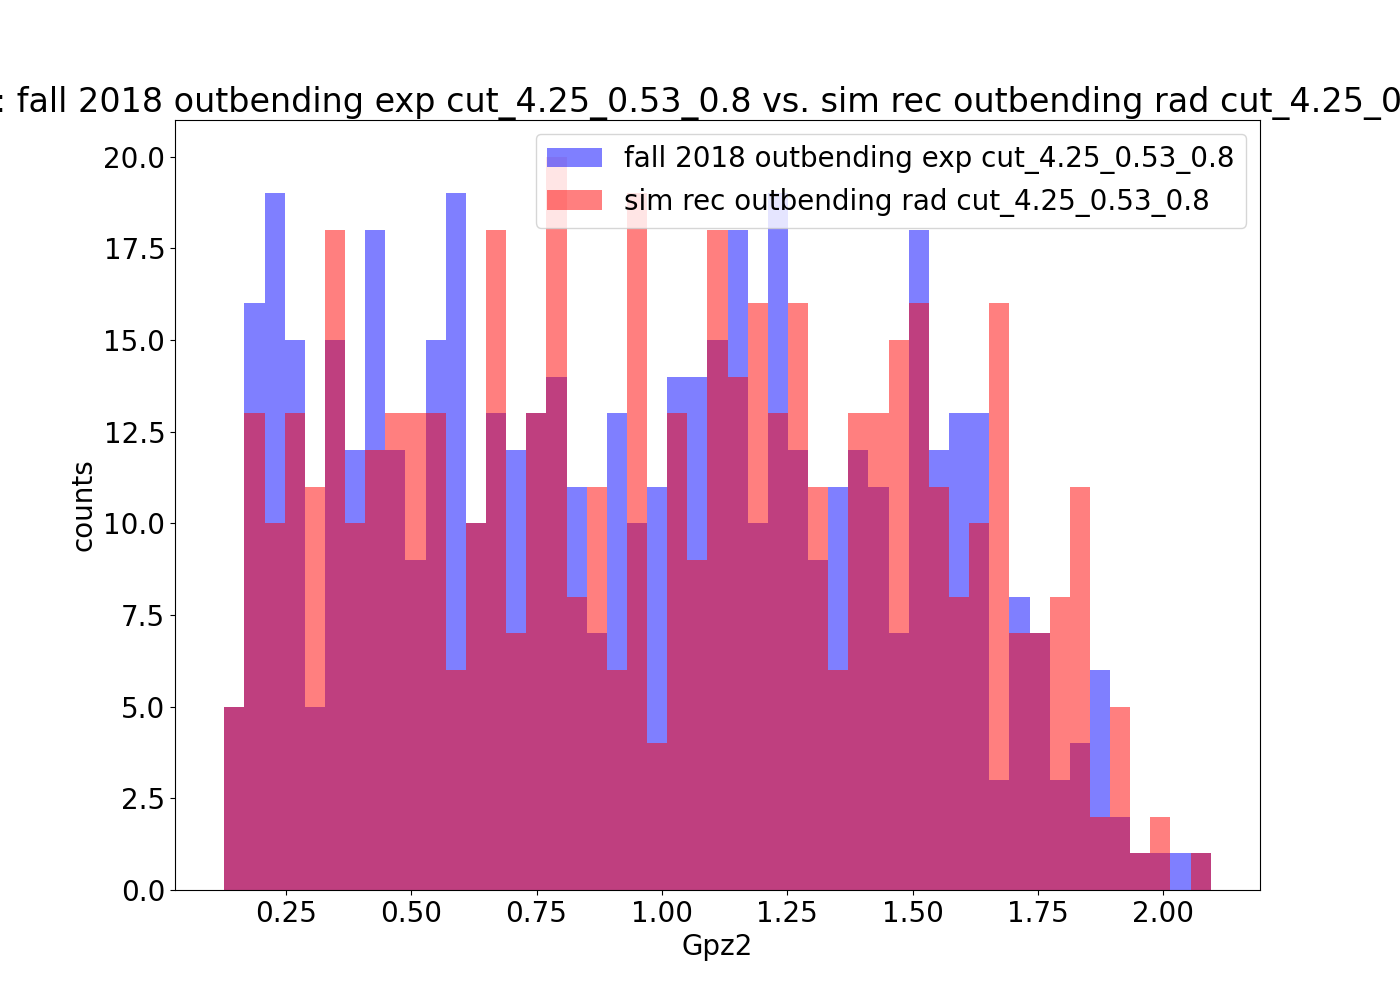 : fall 2018 outbending exp cut_4.25_0.53_0.8 vs. sim rec outbending rad cut_4.25_0
fall 2018 outbending exp cut_4.25_0.53_0.8
sim rec outbending rad cut_4.25_0.53_0.8
20.0
17.5
15.0
12.5
10.0
7.5
5.0
2.5
0.0
counts
0.25 0.50 0.75 1.00 1.25 1.50 1.75 2.00
Gpz2